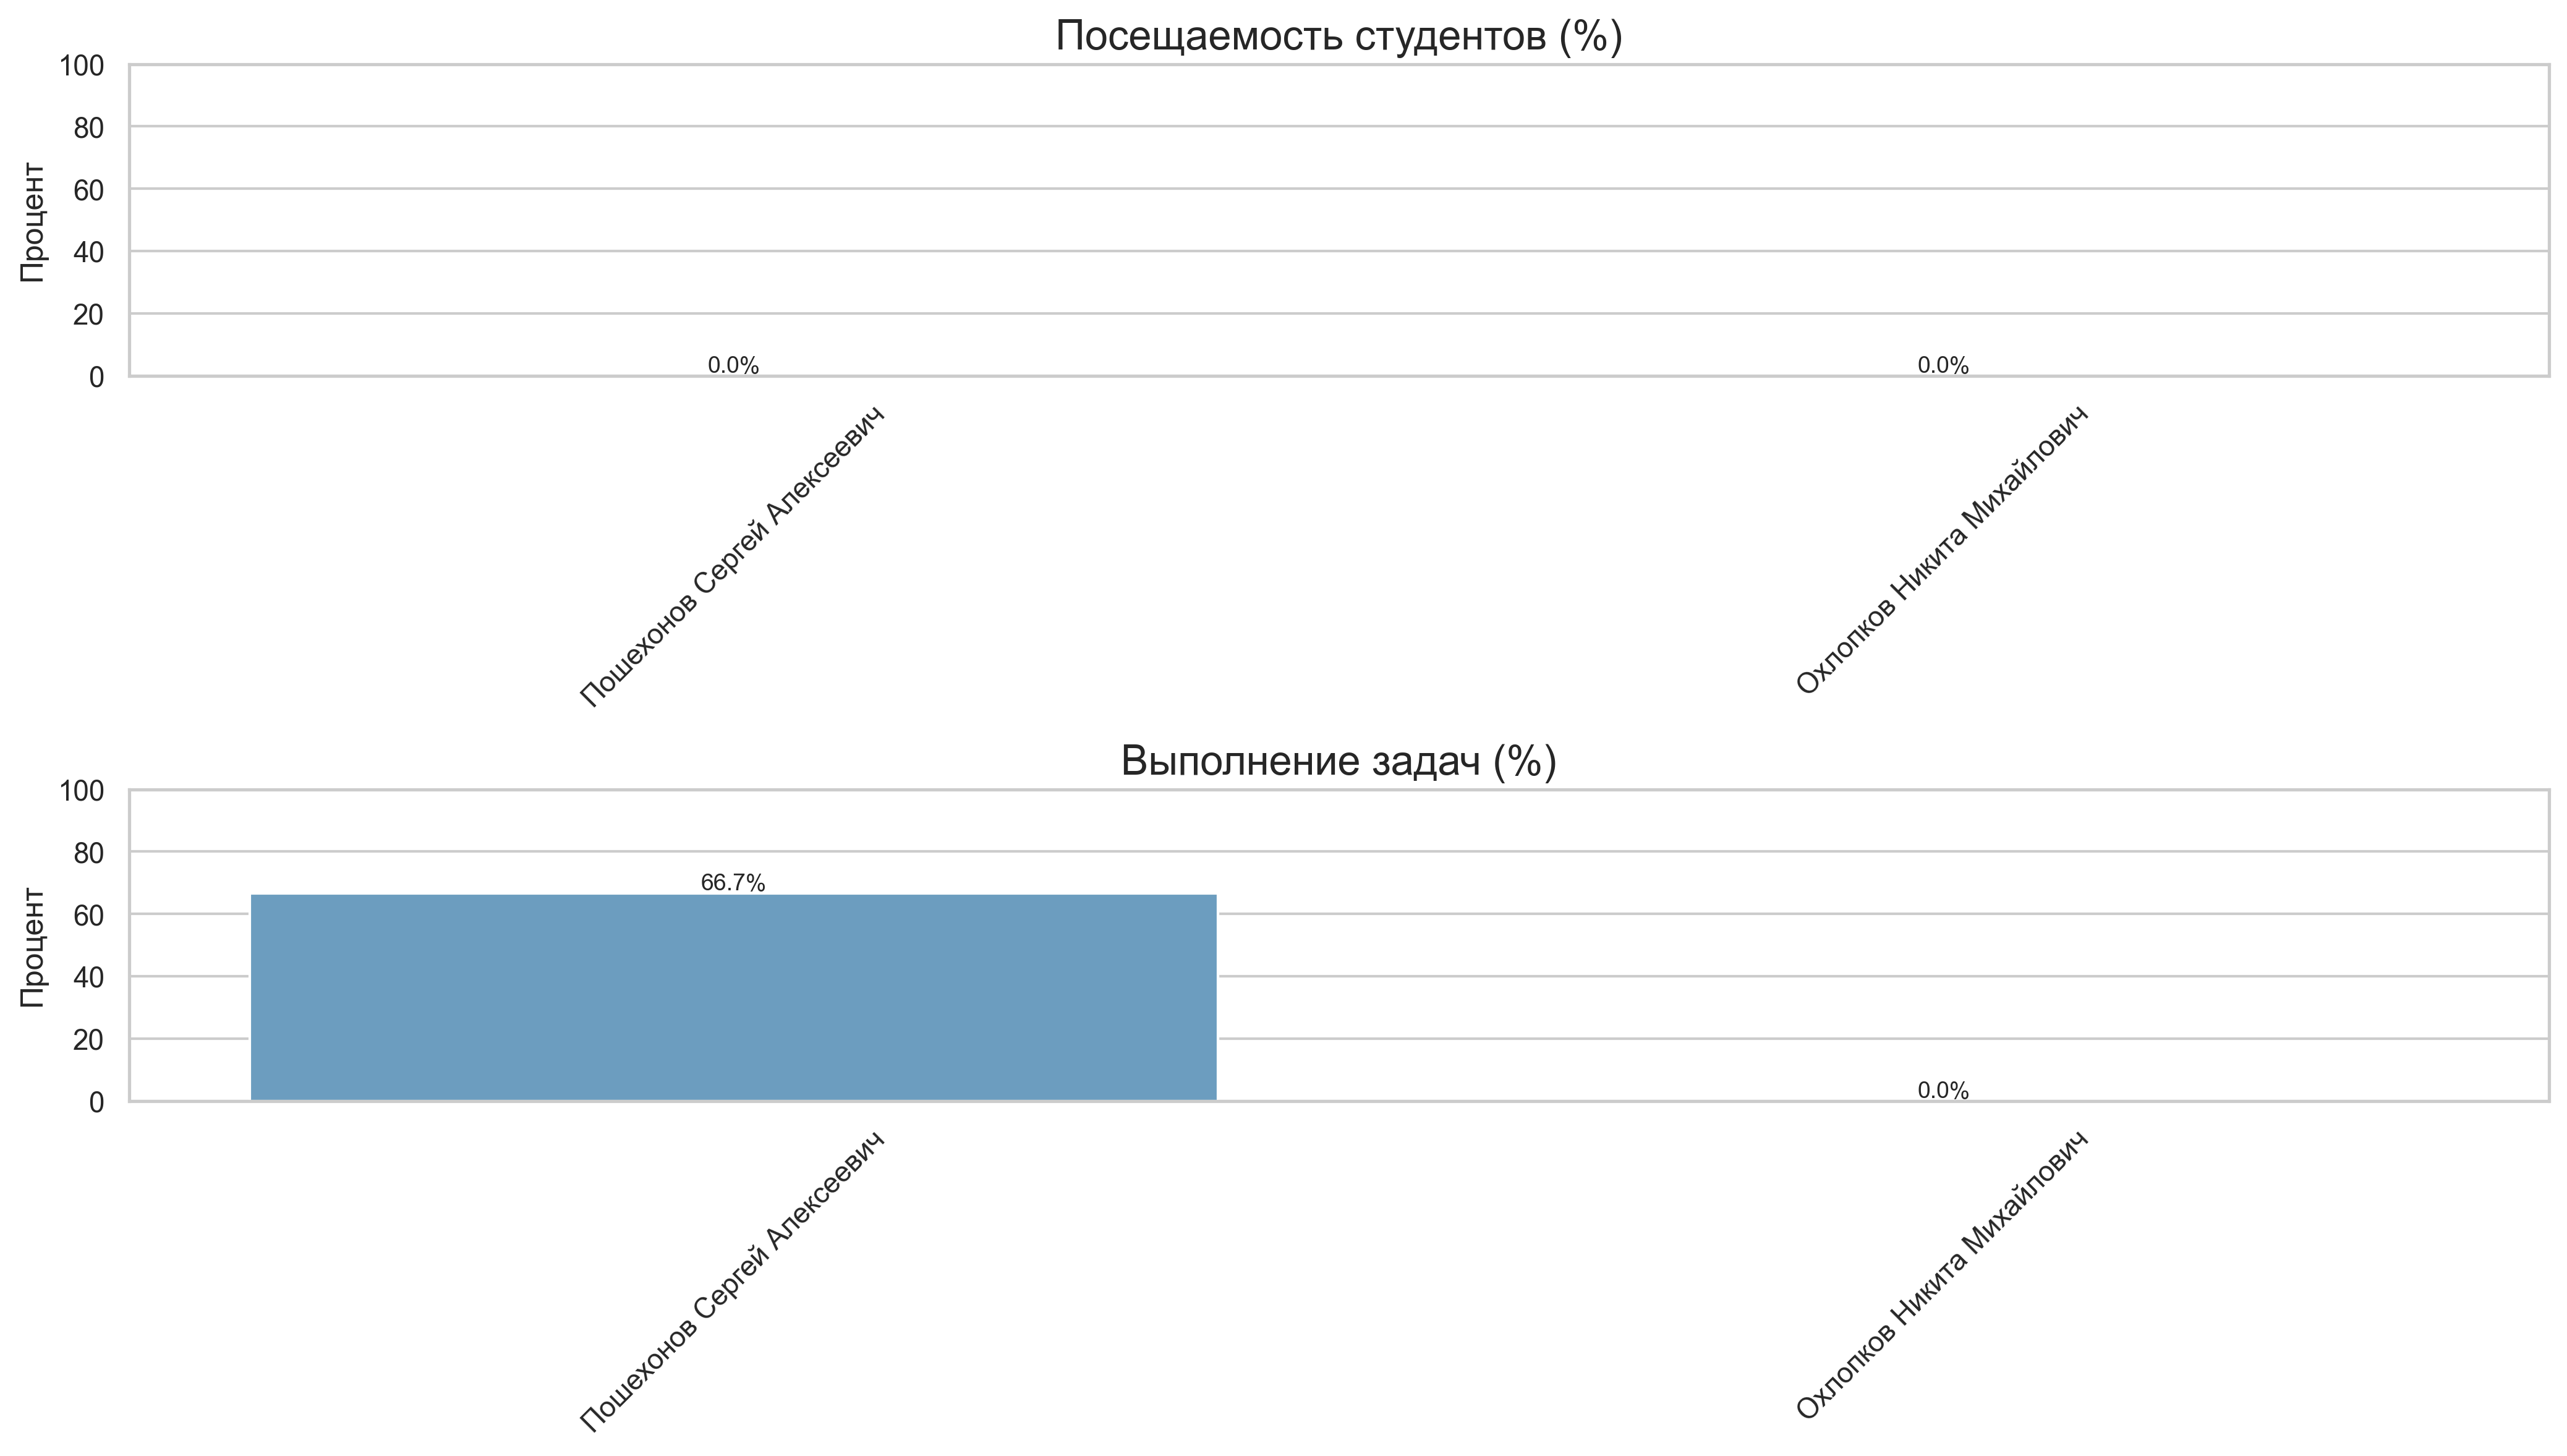 Посещаемость студентов (%)
Процент
100
80
60
40
20
0
0.0%
0.0%
Пошехонов Сергей Алексеевич
Охлопков Никита Михайлович
Выполнение задач (%)
Процент
100
80
60
40
20
0
66.7%
0.0%
Пошехонов Сергей Алексеевич
Охлопков Никита Михайлович